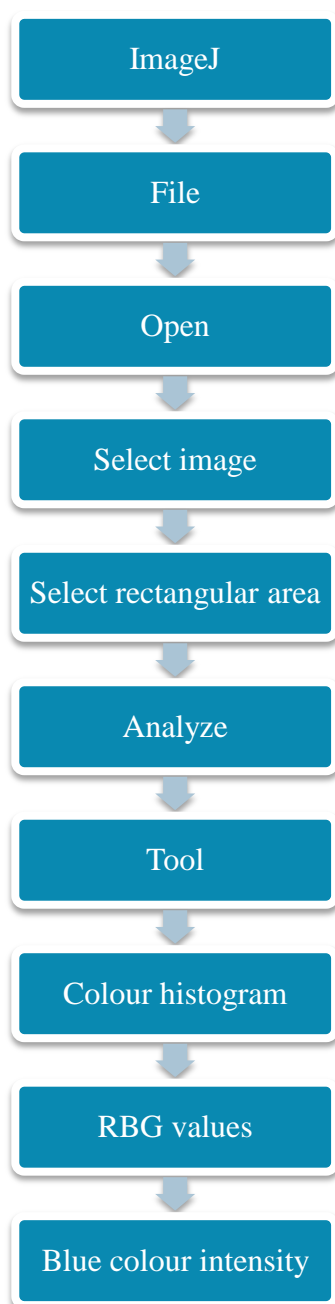 ImageJ
File
Open
Select image
Select rectangular area
Analyze
Tool
Colour histogram
RBG values
Blue colour intensity